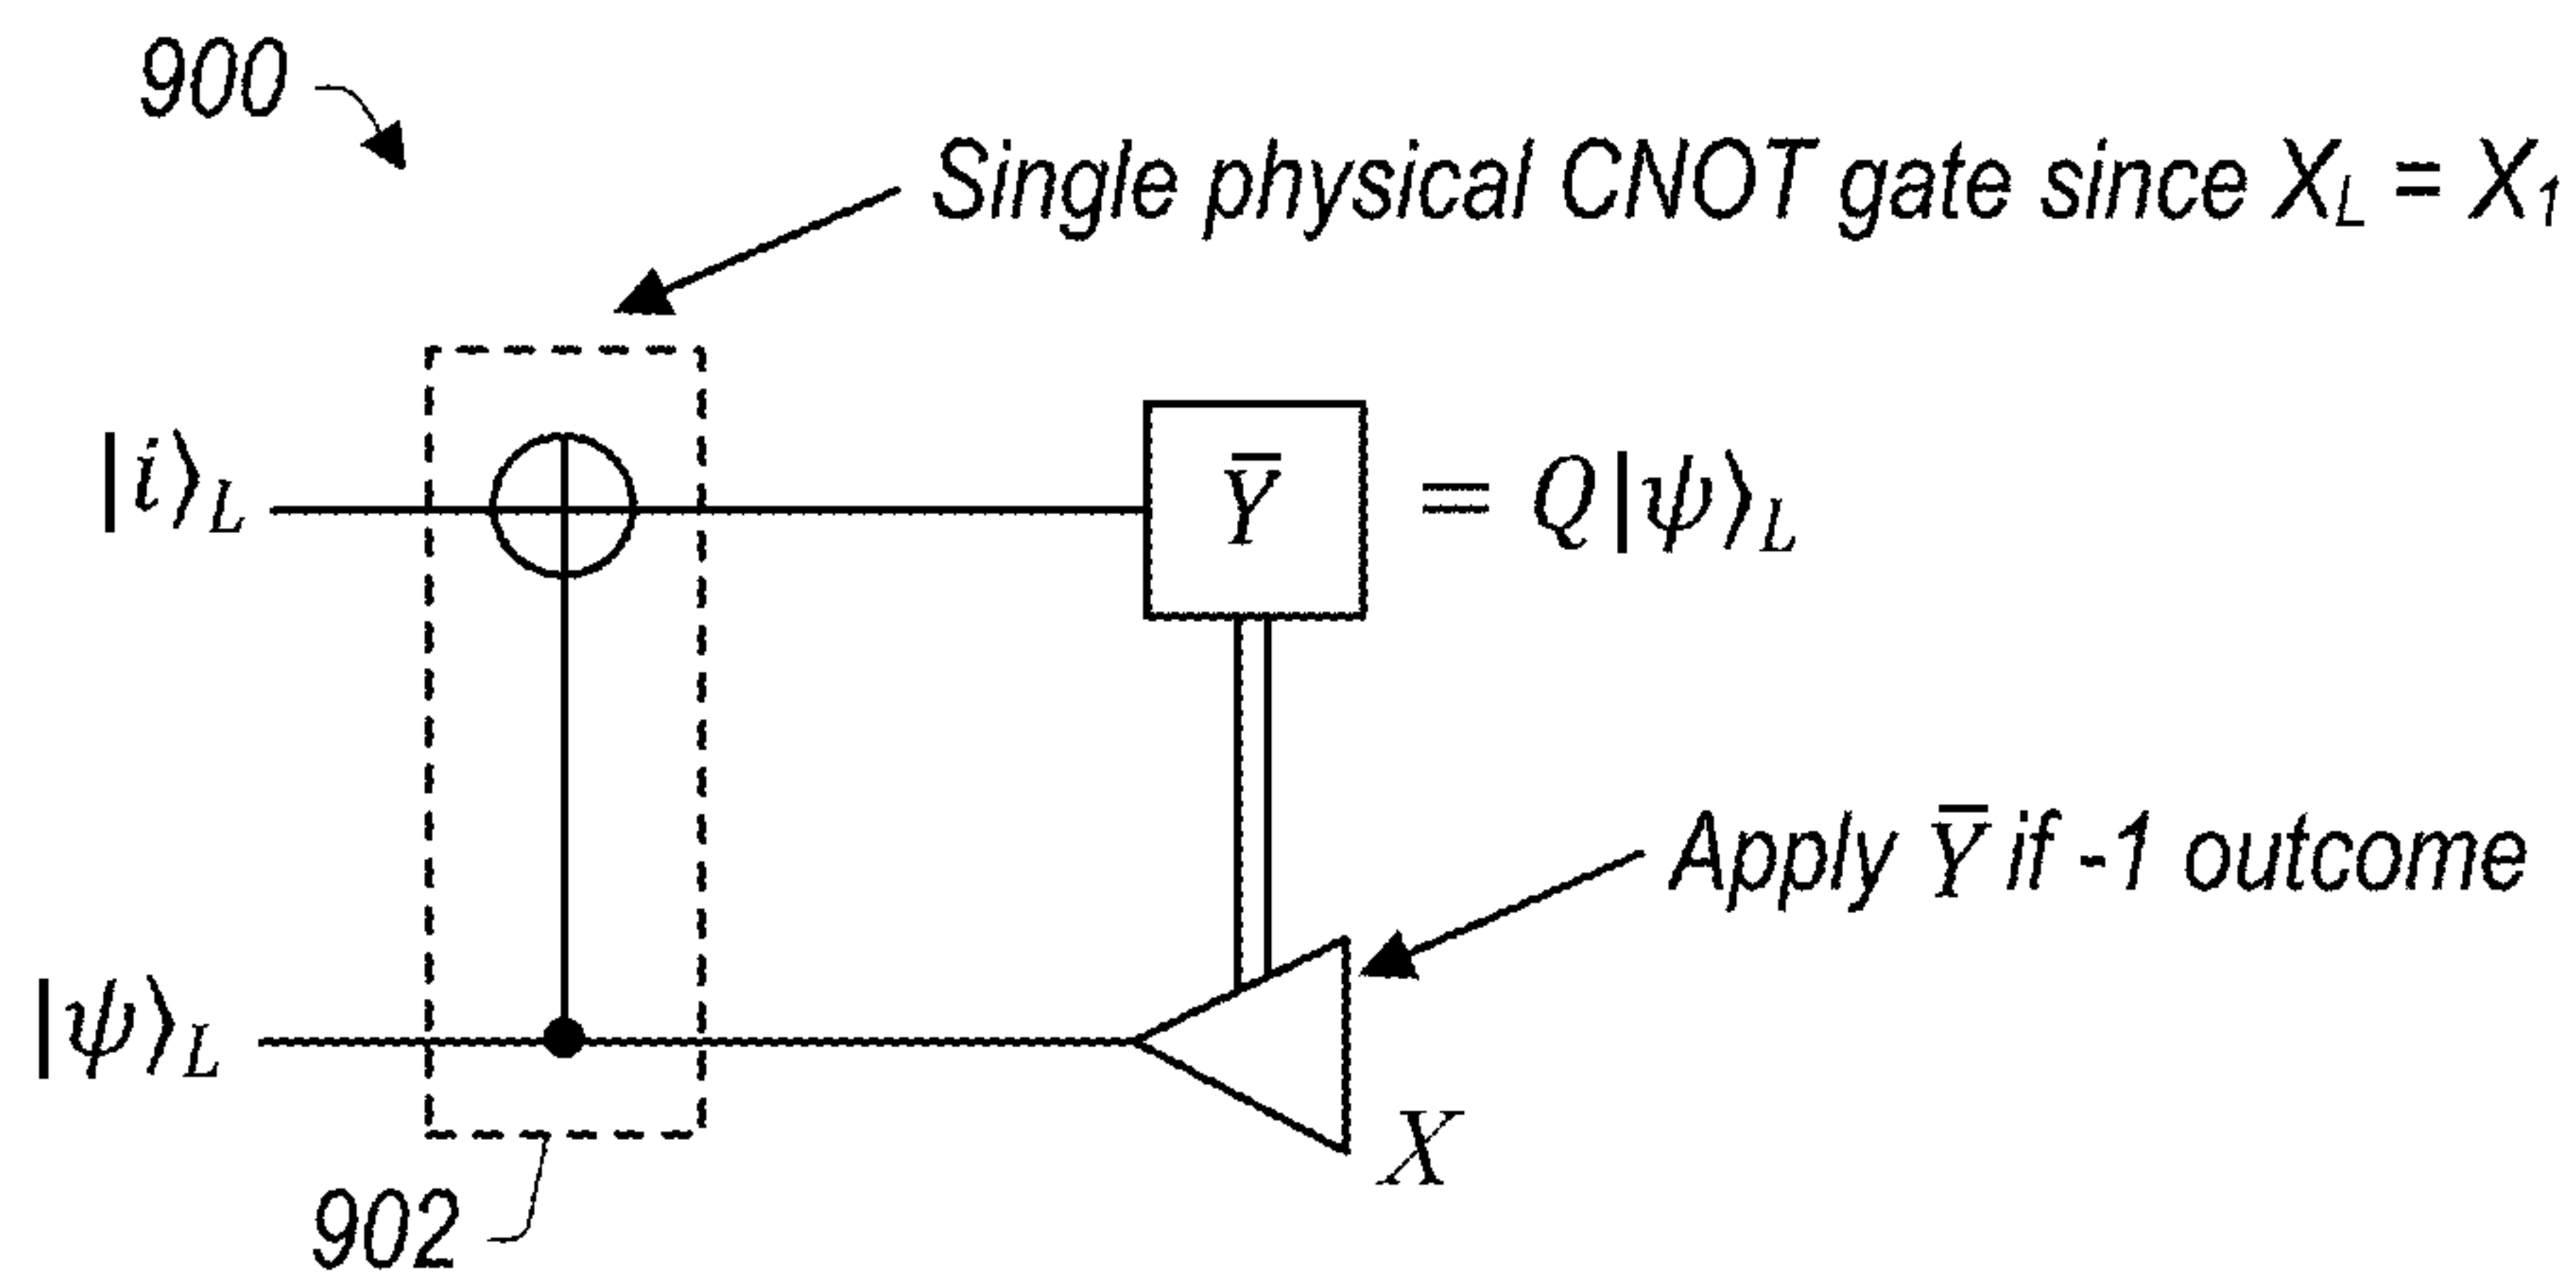 900
Single physical CNOT gate since X_L = X_1
|i⟩_L
Y̅ = Q|ψ⟩_L
Apply Y̅ if -1 outcome
|ψ⟩_L
X
902